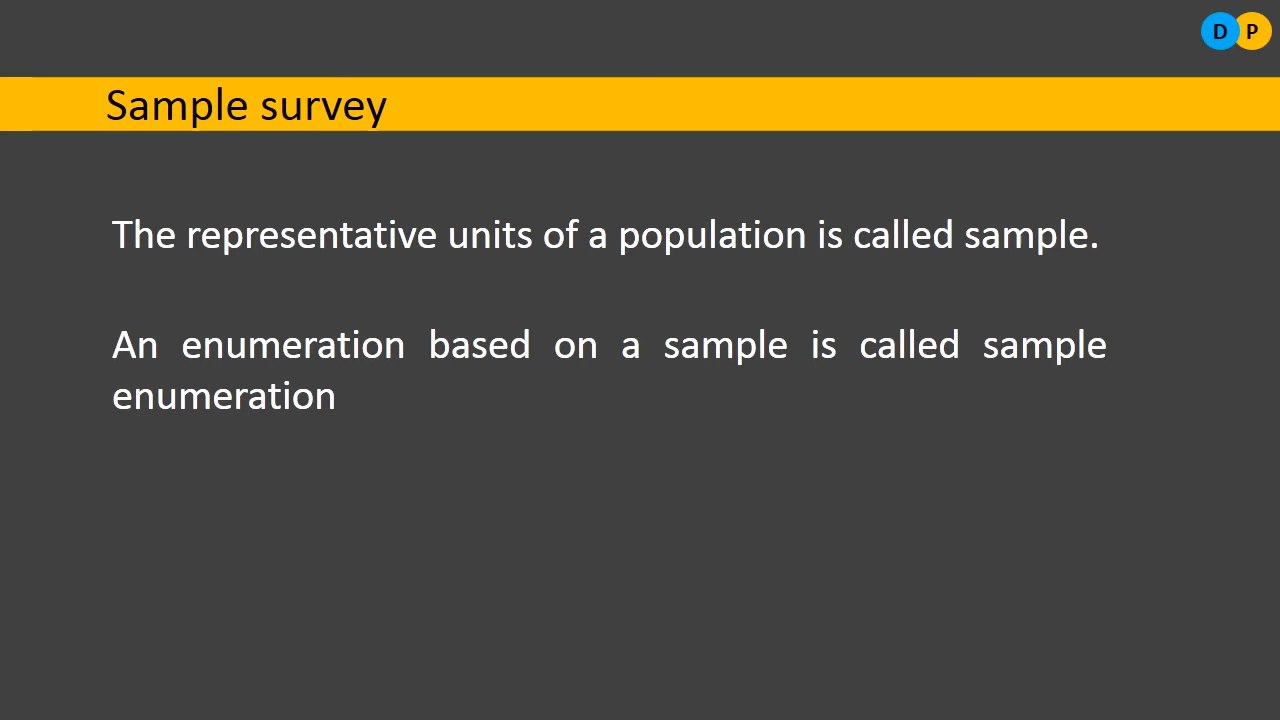 D P
Sample survey
The representative units of a population is called sample.
An enumeration based on a sample is called sample
enumeration